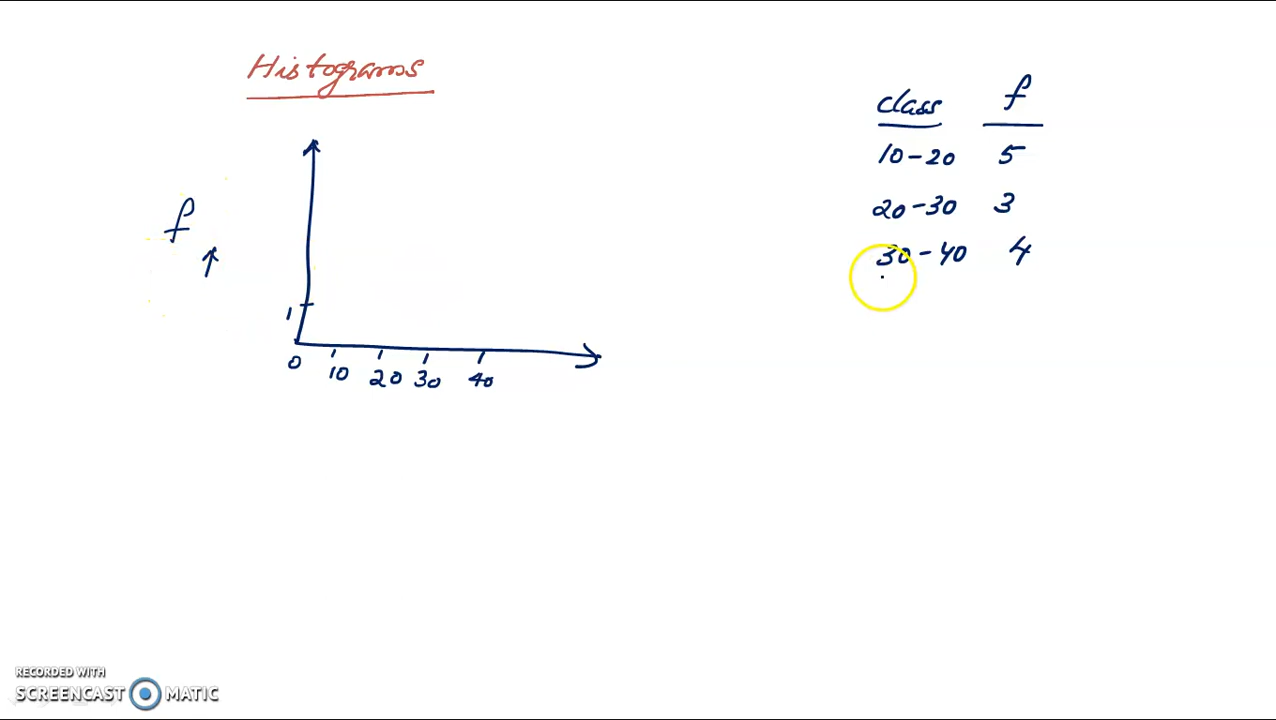 Histograms
class f
10-20 5
20-30 3
30-40 4
f
1
0 10 20 30 40
RECORDED WITH
SCREENCAST MATIC